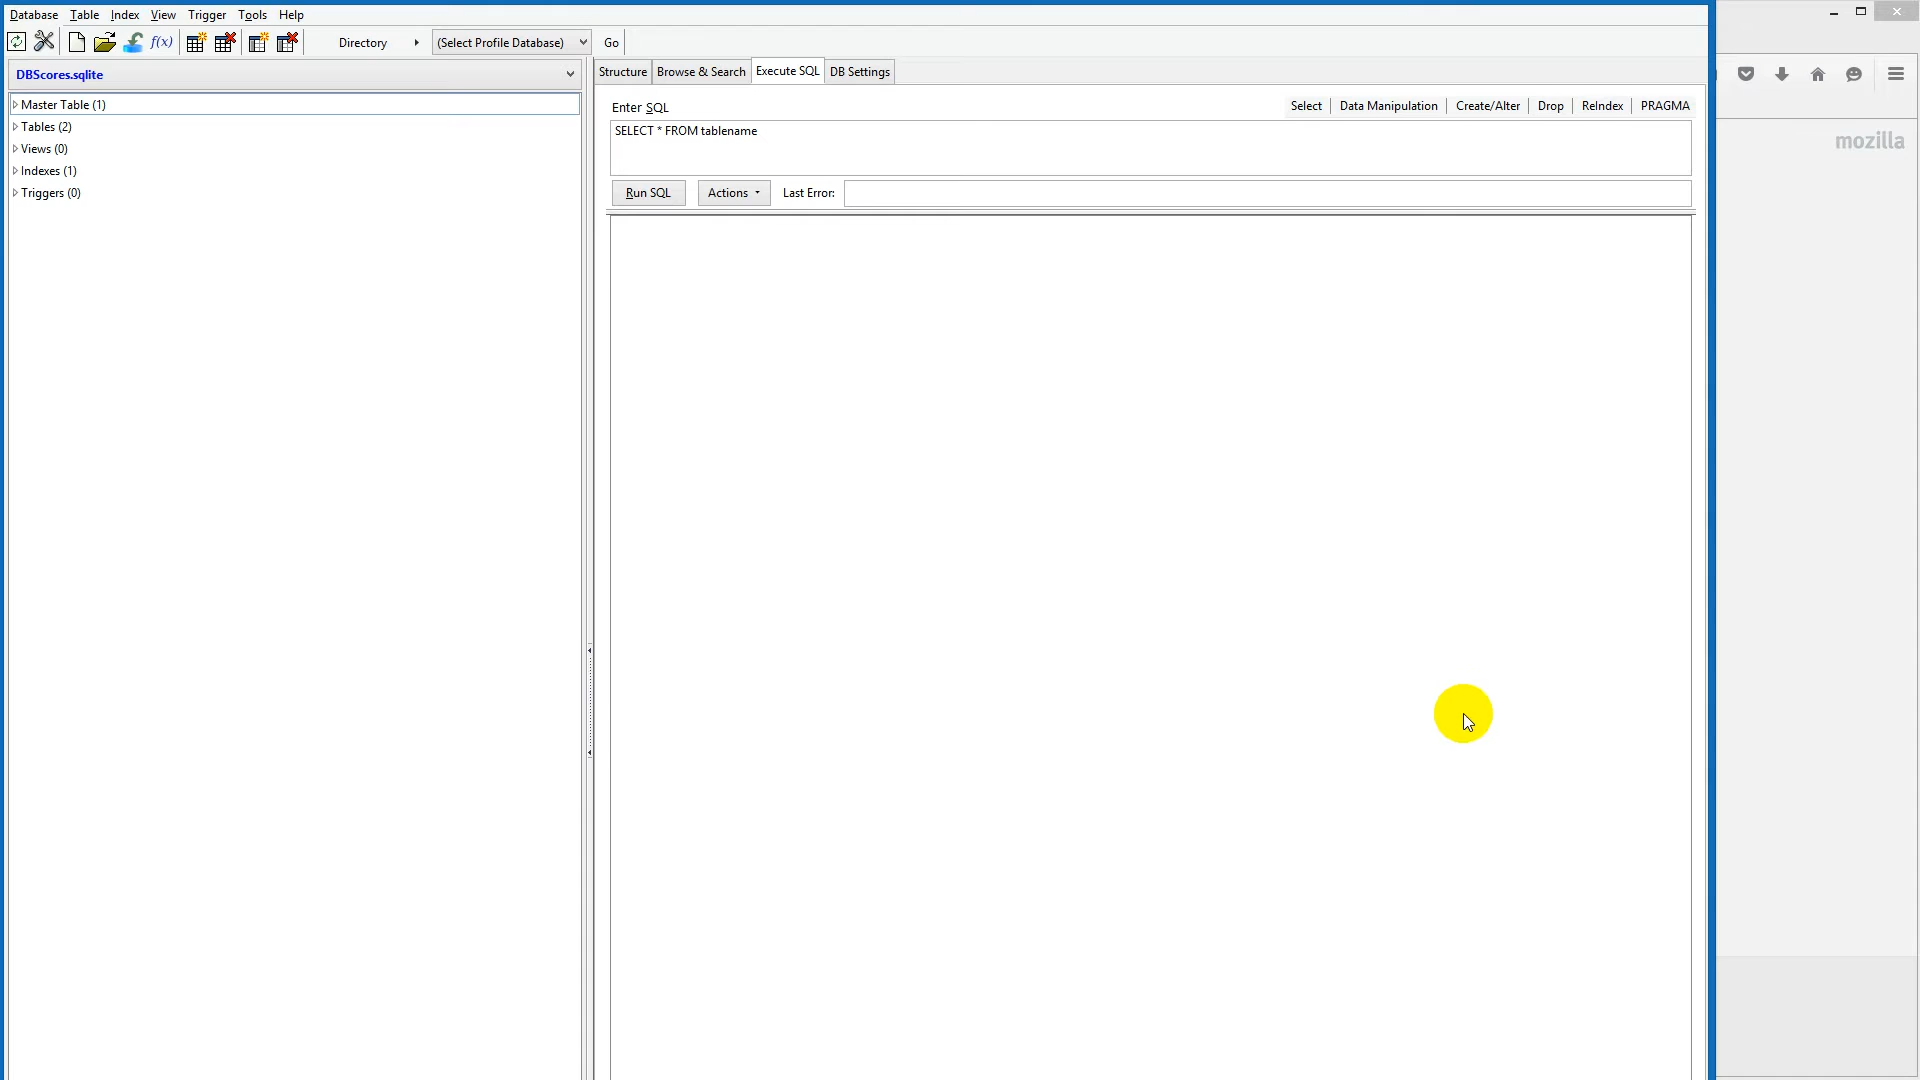 Database Table Index View Trigger Tools Help
f(x) Directory (Select Profile Database) Go
DBScores.sqlite
Master Table (1)
Tables (2)
Views (0)
Indexes (1)
Triggers (0)
Structure Browse & Search Execute SQL DB Settings
Enter SQL Select Data Manipulation Create/Alter Drop ReIndex PRAGMA
SELECT * FROM tablename
Run SQL Actions Last Error:
mozilla